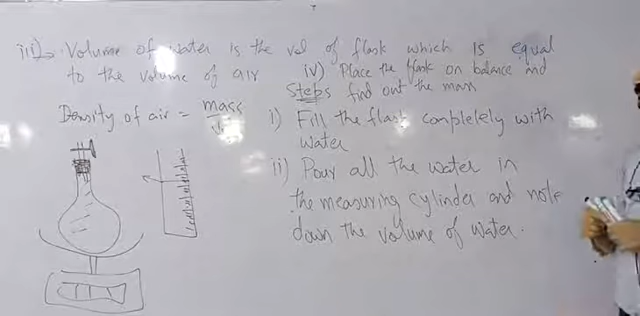 iii) Volume of water is the vol of flask which is equal
to the volume of air
iv) Place the flask on balance and
find out the mass
Density of air = mass
Steps
i) Fill the flask completely with
water
ii) Pour all the water in
the measuring cylinder and note
down the volume of water.